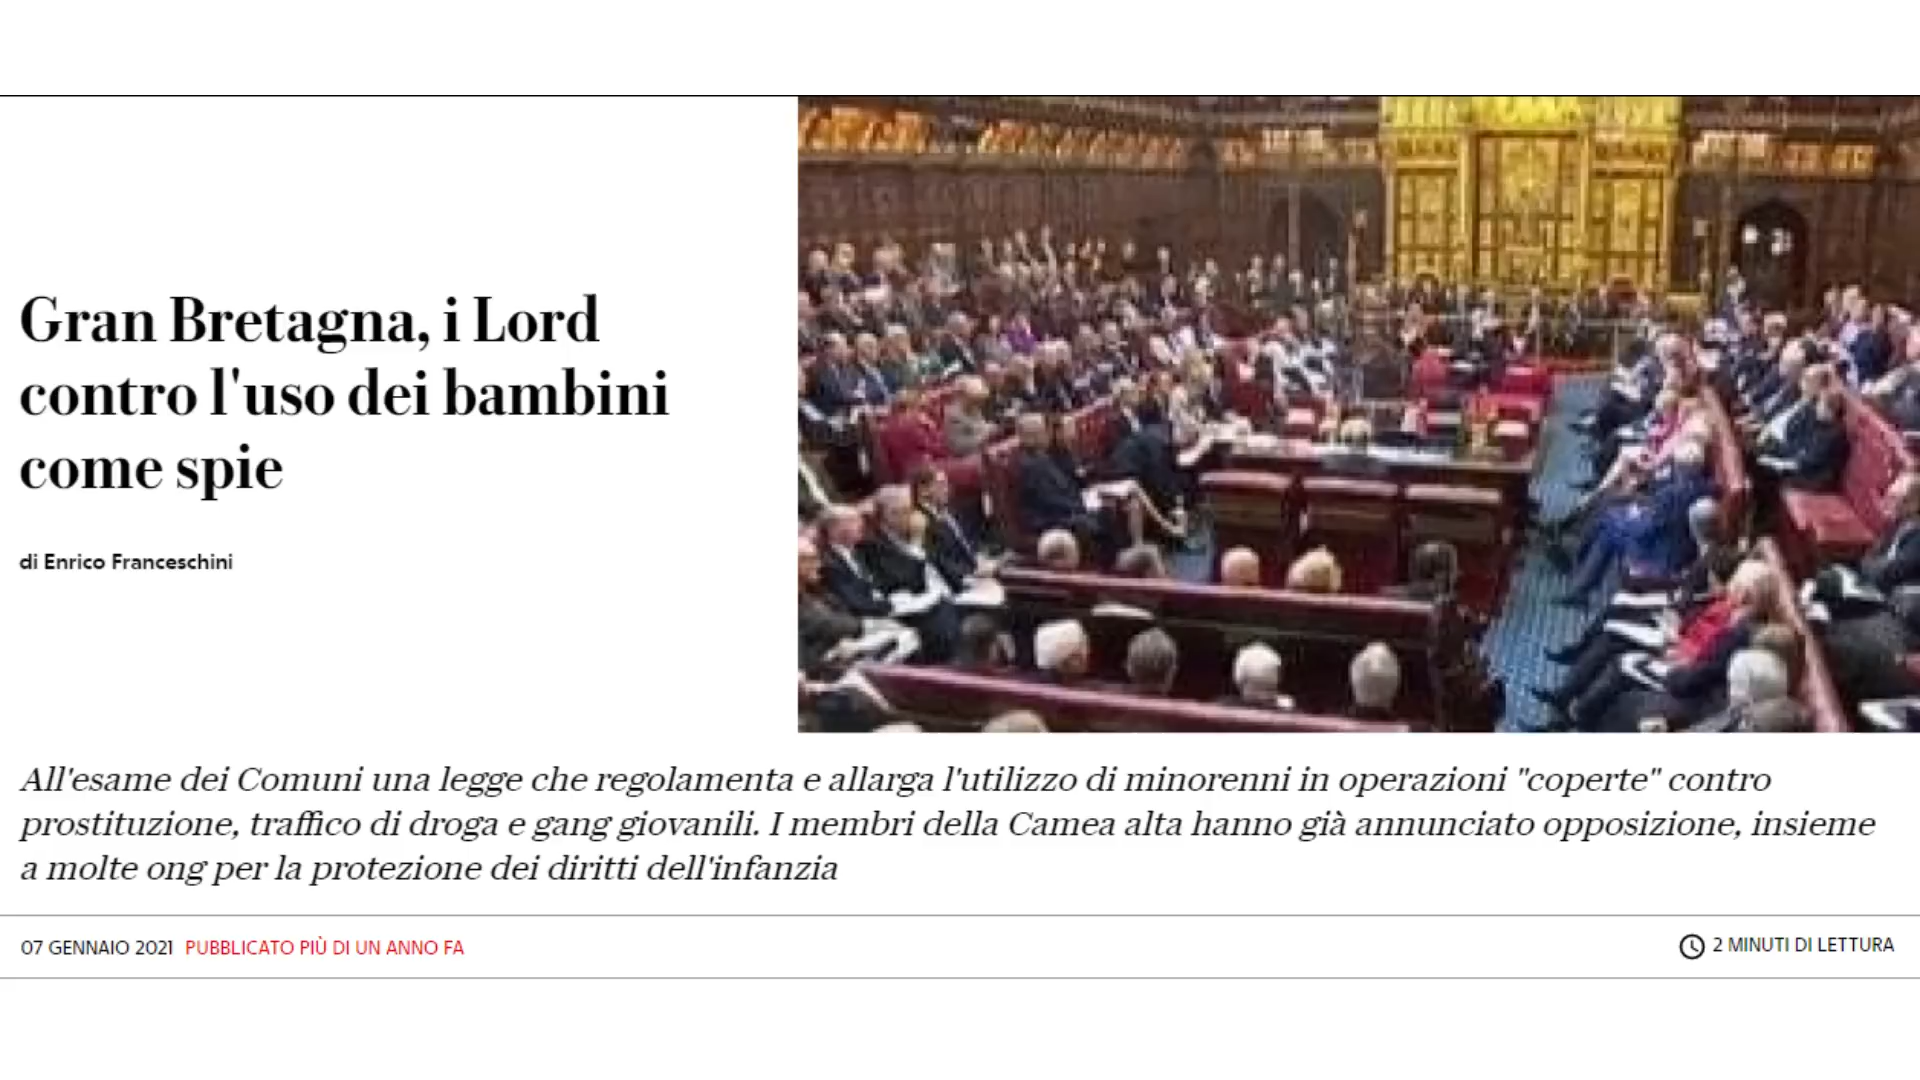 Gran Bretagna, i Lord
contro l'uso dei bambini
come spie
di Enrico Franceschini
All'esame dei Comuni una legge che regolamenta e allarga l'utilizzo di minorenni in operazioni "coperte" contro
prostituzione, traffico di droga e gang giovanili. I membri della Camea alta hanno già annunciato opposizione, insieme
a molte ong per la protezione dei diritti dell'infanzia
07 GENNAIO 2021 PUBBLICATO PIÙ DI UN ANNO FA
2 MINUTI DI LETTURA